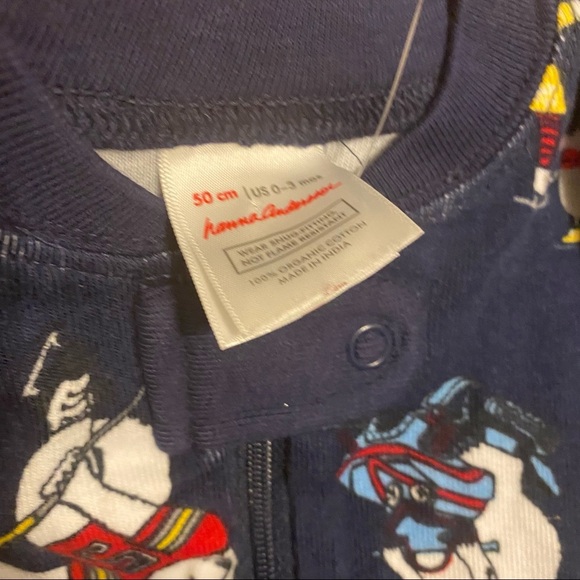 50 cm | US 0-3 mos
hanna andersson
WEAR SNUG-FITTING,
NOT FLAME RESISTANT
100% ORGANIC COTTON
MADE IN INDIA